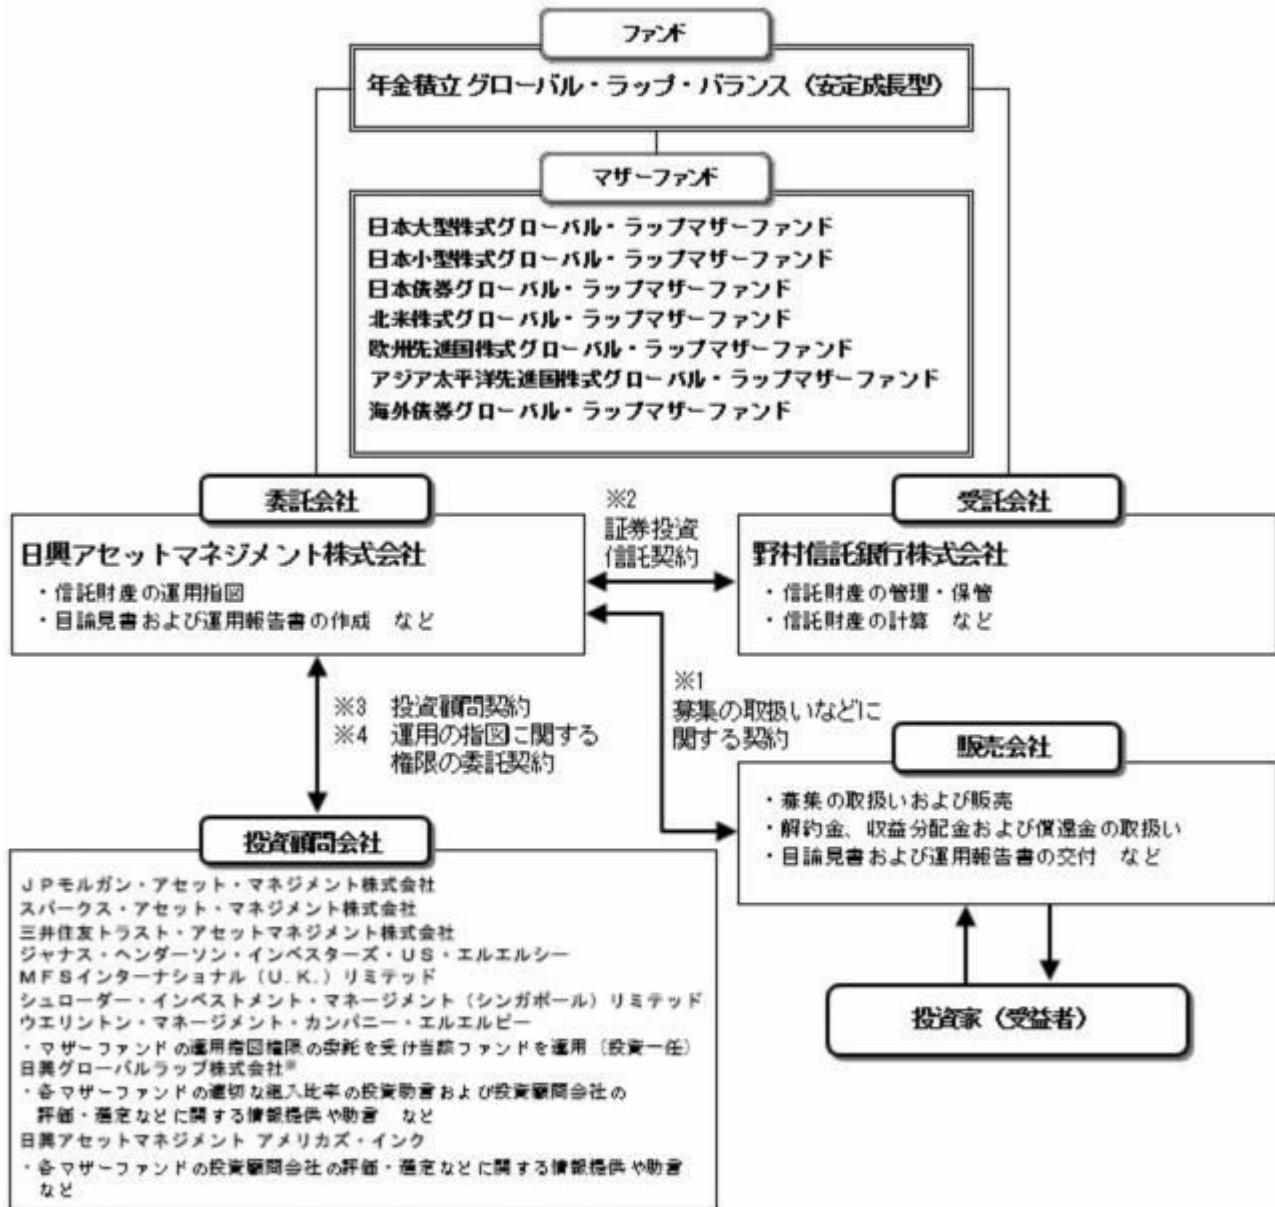 ファンド
年金積立 グローバル・ラップ・バランス（安定成長型）
マザーファンド
日本大型株式グローバル・ラップマザーファンド
日本小型株式グローバル・ラップマザーファンド
日本債券グローバル・ラップマザーファンド
北米株式グローバル・ラップマザーファンド
欧州先進国株式グローバル・ラップマザーファンド
アジア太平洋先進国株式グローバル・ラップマザーファンド
海外債券グローバル・ラップマザーファンド
委託会社
日興アセットマネジメント株式会社
・信託財産の運用指図
・目論見書および運用報告書の作成　など
※2
証券投資
信託契約
受託会社
野村信託銀行株式会社
・信託財産の管理・保管
・信託財産の計算　など
※3　投資顧問契約
※4　運用の指図に関する
権限の委託契約
※1
募集の取扱いなどに
関する契約
販売会社
・募集の取扱いおよび販売
・解約金、収益分配金および償還金の取扱い
・目論見書および運用報告書の交付　など
投資家（受益者）
投資顧問会社
ＪＰモルガン・アセット・マネジメント株式会社
スパークス・アセット・マネジメント株式会社
三井住友トラスト・アセットマネジメント株式会社
ジャナス・ヘンダーソン・インベスターズ・ＵＳ・エルエルシー
ＭＦＳインターナショナル（Ｕ.Ｋ.）リミテッド
シュローダー・インベストメント・マネージメント（シンガポール）リミテッド
ウエリントン・マネージメント・カンパニー・エルエルピー
・マザーファンドの運用指図権限の委託を受け当該ファンドを運用（投資一任）
日興グローバルラップ株式会社※
・各マザーファンドの適切な組入比率の投資助言および投資顧問会社の
評価・選定などに関する情報提供や助言　など
日興アセットマネジメント アメリカズ・インク
・各マザーファンドの投資顧問会社の評価・選定などに関する情報提供や助言
など